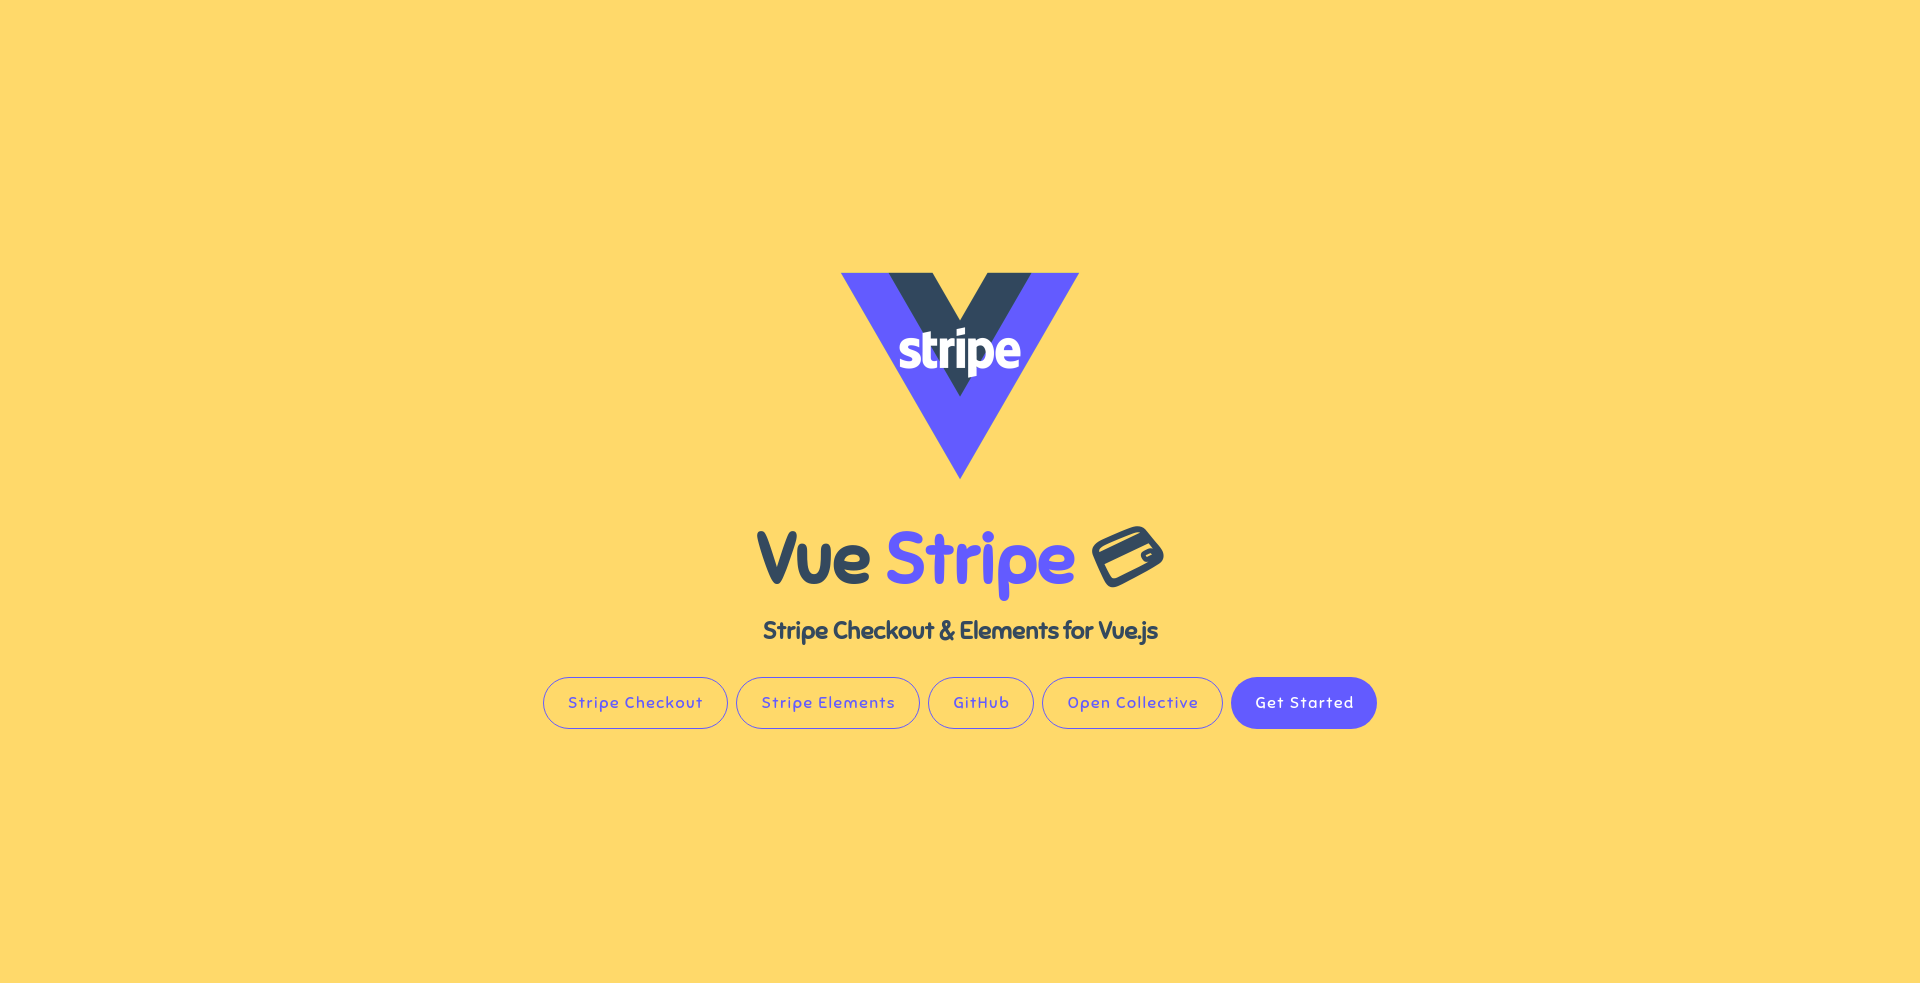 stripe
Vue Stripe
Stripe Checkout & Elements for Vue.js
Stripe Checkout
Stripe Elements
GitHub
Open Collective
Get Started